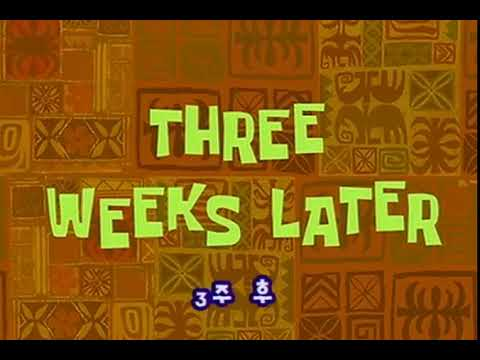 THREE
WEEKS LATER
3주 후